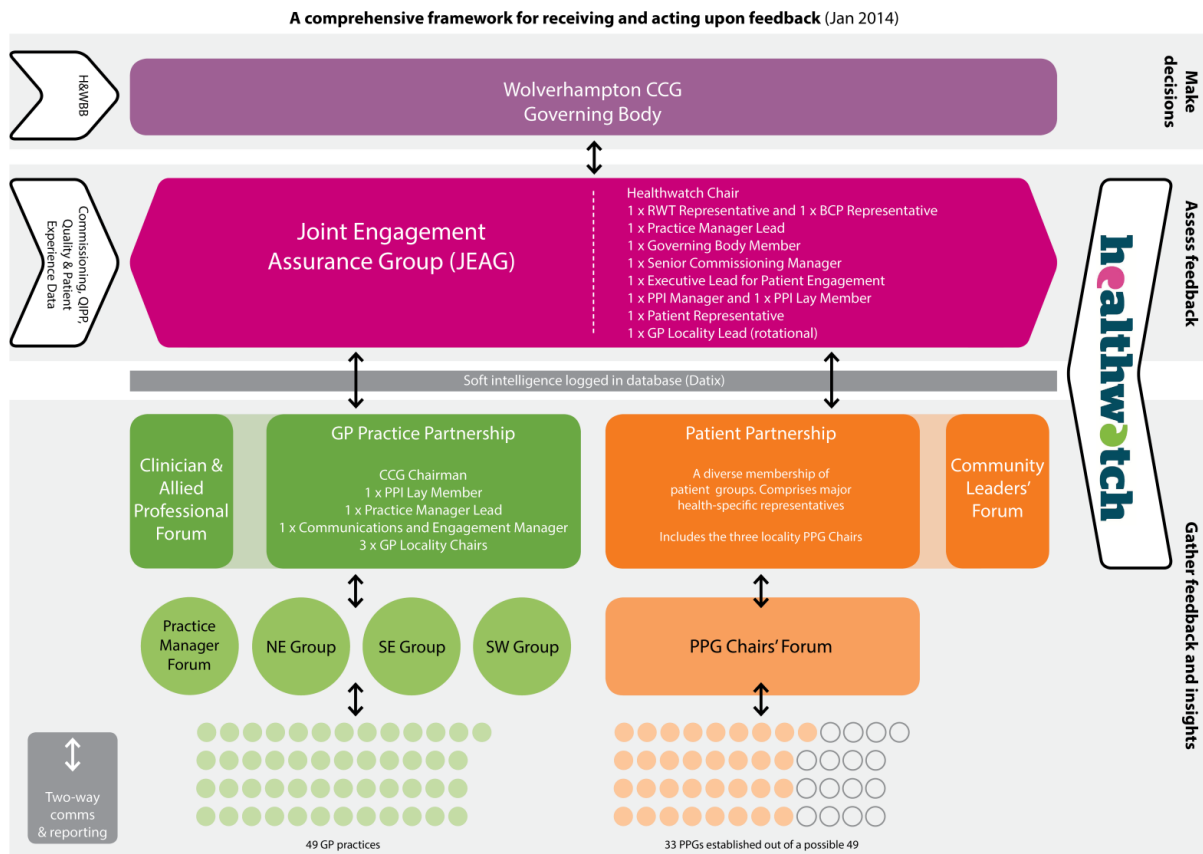 A comprehensive framework for receiving and acting upon feedback (Jan 2014)
H&WBB
Wolverhampton CCG
Governing Body
Make
decisions
Commissioning, QIPP,
Quality & Patient
Experience Data
Joint Engagement
Assurance Group (JEAG)
Healthwatch Chair
1 x RWT Representative and 1 x BCP Representative
1 x Practice Manager Lead
1 x Governing Body Member
1 x Senior Commissioning Manager
1 x Executive Lead for Patient Engagement
1 x PPI Manager and 1 x PPI Lay Member
1 x Patient Representative
1 x GP Locality Lead (rotational)
Assess feedback
healthwatch
Soft intelligence logged in database (Datix)
Clinician &
Allied
Professional
Forum
GP Practice Partnership
CCG Chairman
1 x PPI Lay Member
1 x Practice Manager Lead
1 x Communications and Engagement Manager
3 x GP Locality Chairs
Patient Partnership
A diverse membership of
patient groups. Comprises major
health-specific representatives
Includes the three locality PPG Chairs
Community
Leaders'
Forum
Gather feedback and insights
Practice
Manager
Forum
NE Group
SE Group
SW Group
PPG Chairs' Forum
Two-way
comms
& reporting
49 GP practices
33 PPGs established out of a possible 49